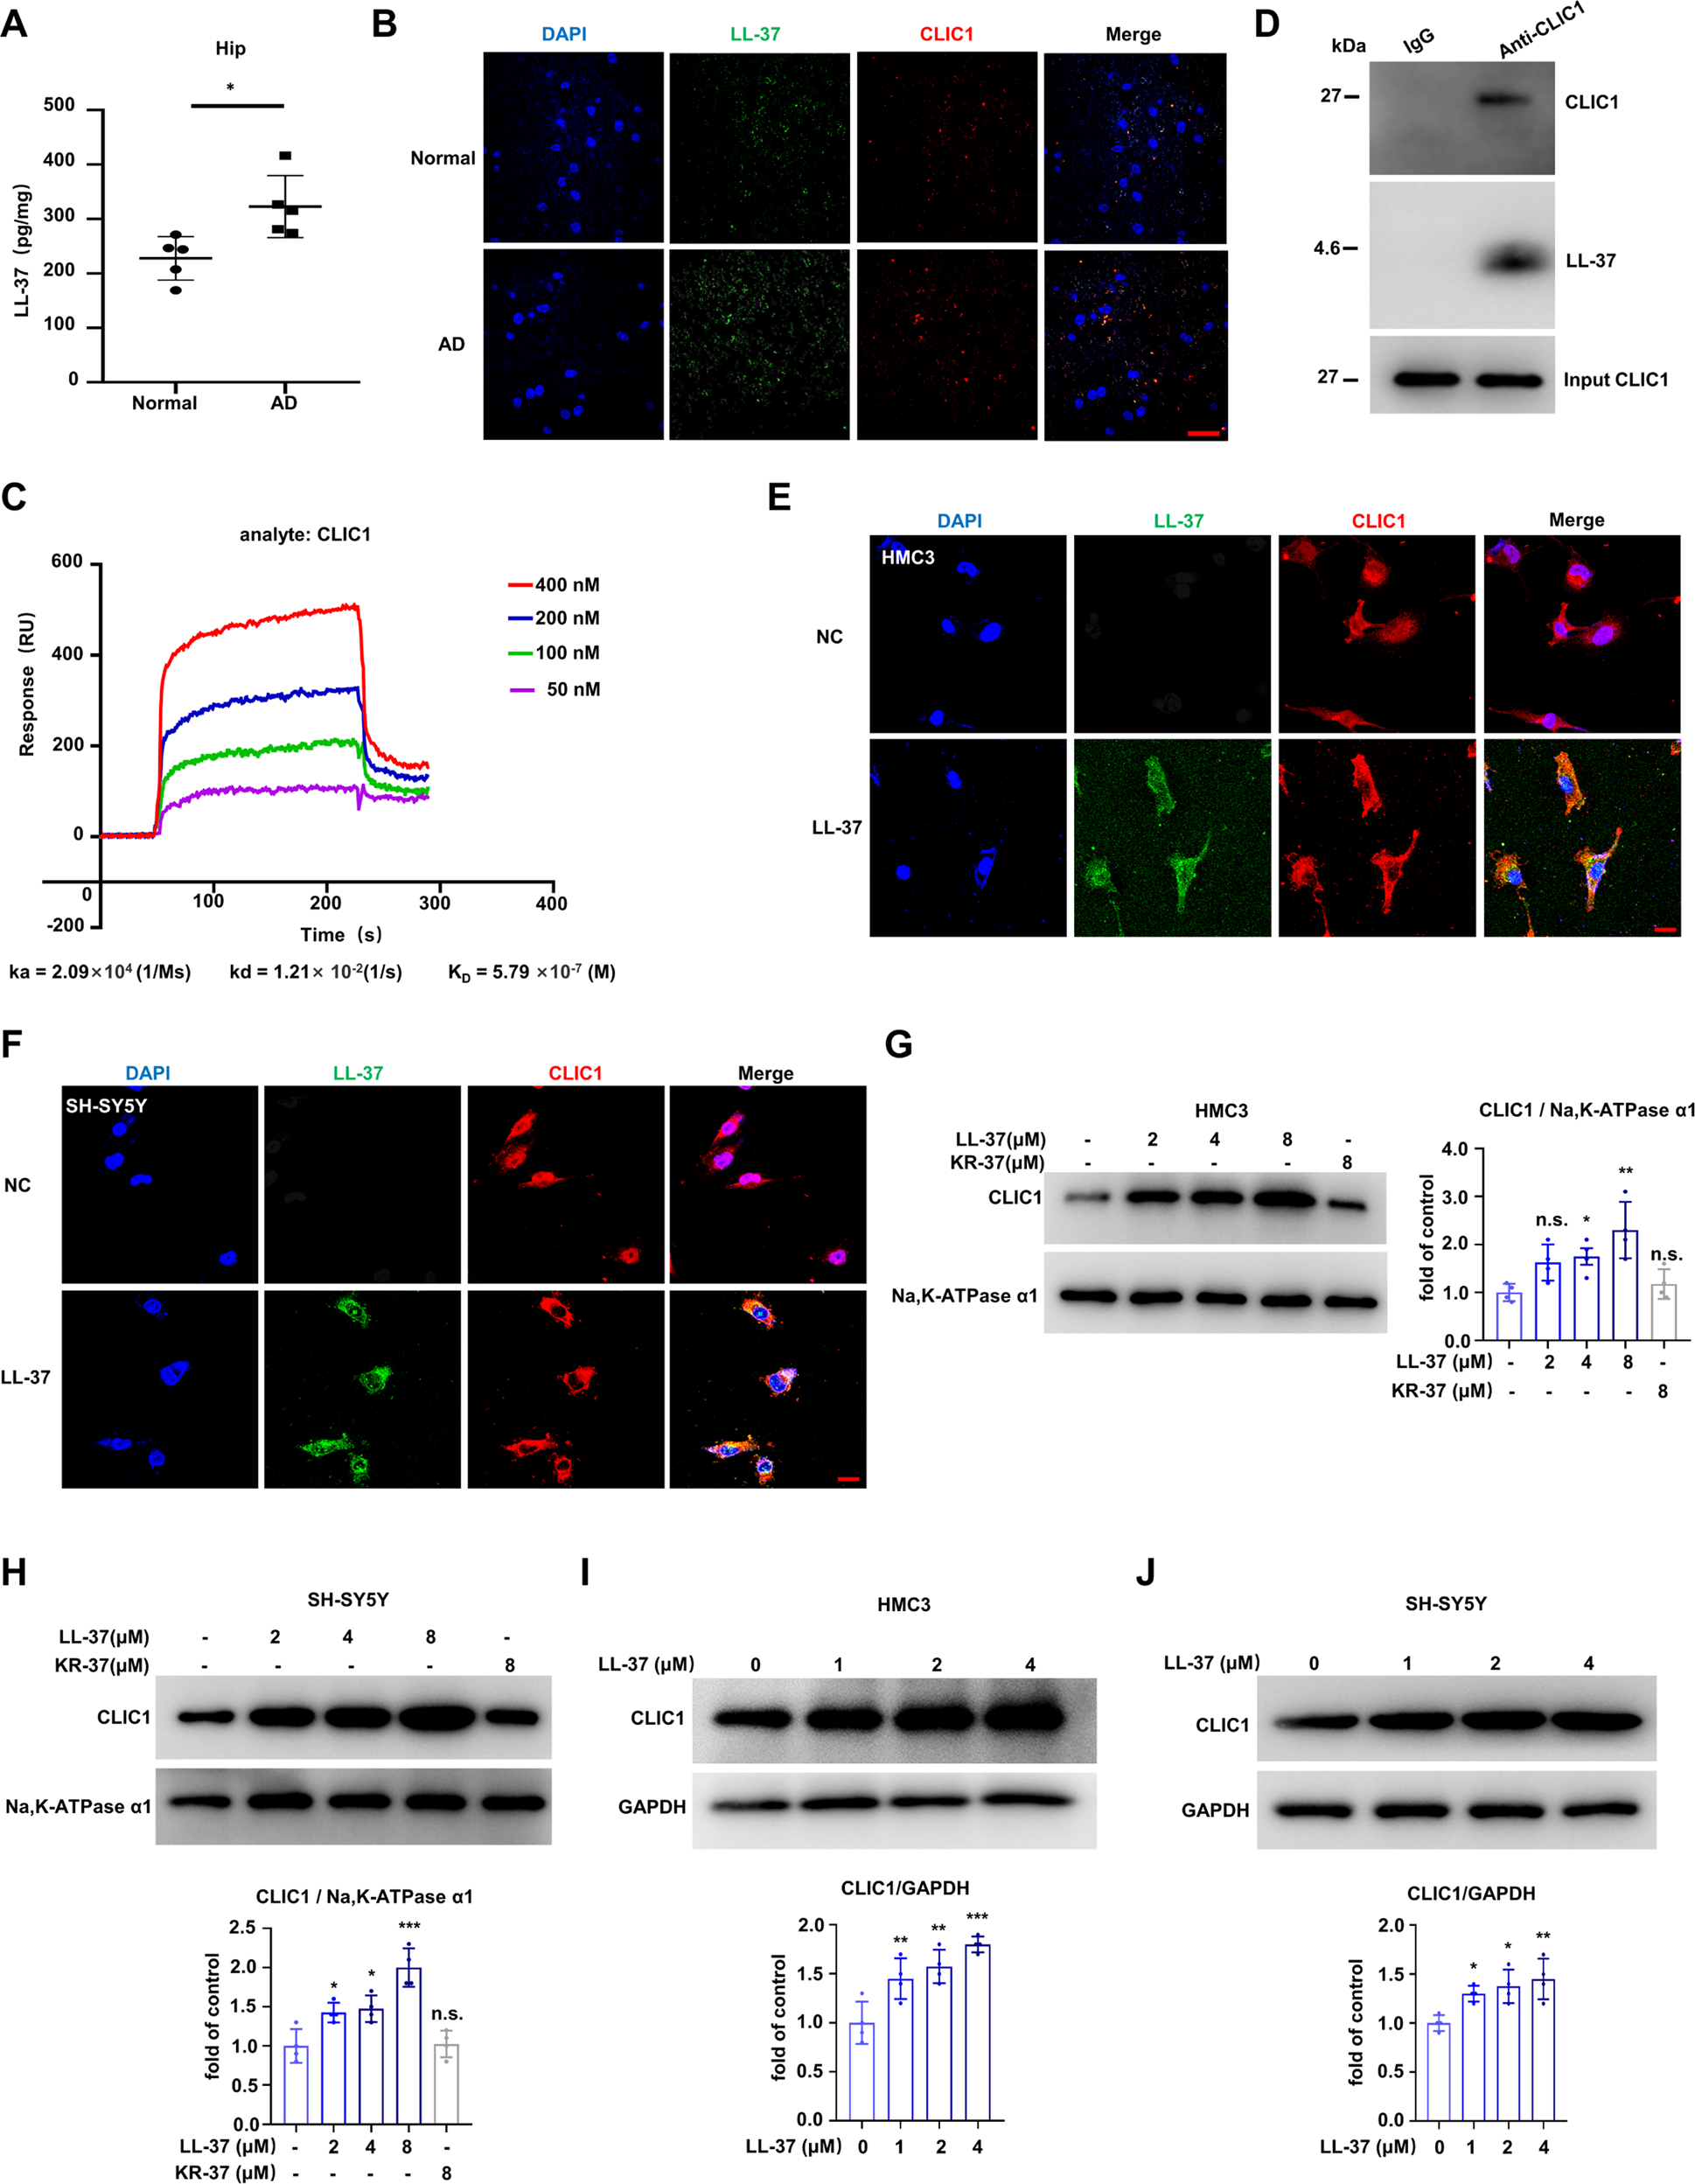 A
Hip
*
LL-37 (pg/mg)
500
400
300
200
100
0
Normal
AD
B
DAPI
LL-37
CLIC1
Merge
Normal
AD
D
kDa
IgG
Anti-CLIC1
27
CLIC1
4.6
LL-37
27
Input CLIC1
C
analyte: CLIC1
Response (RU)
600
400
200
0
-200
400 nM
200 nM
100 nM
50 nM
0
100
200
300
400
Time (s)
ka = 2.09×10⁴ (1/Ms)
kd = 1.21× 10⁻²(1/s)
K_D = 5.79 ×10⁻⁷ (M)
E
DAPI
LL-37
CLIC1
Merge
HMC3
NC
LL-37
F
DAPI
LL-37
CLIC1
Merge
SH-SY5Y
NC
LL-37
G
HMC3
LL-37(μM) - 2 4 8 -
KR-37(μM) - - - - 8
CLIC1
Na,K-ATPase α1
CLIC1 / Na,K-ATPase α1
fold of control
4.0
3.0
2.0
1.0
0.0
n.s.
*
**
n.s.
LL-37 (μM) - 2 4 8 -
KR-37 (μM) - - - - 8
H
SH-SY5Y
LL-37(μM) - 2 4 8 -
KR-37(μM) - - - - 8
CLIC1
Na,K-ATPase α1
CLIC1 / Na,K-ATPase α1
fold of control
2.5
2.0
1.5
1.0
0.5
0.0
*
*
***
n.s.
LL-37 (μM) - 2 4 8 -
KR-37 (μM) - - - - 8
I
HMC3
LL-37 (μM) 0 1 2 4
CLIC1
GAPDH
CLIC1/GAPDH
fold of control
2.0
1.5
1.0
0.5
0.0
**
**
***
LL-37 (μM) 0 1 2 4
J
SH-SY5Y
LL-37 (μM) 0 1 2 4
CLIC1
GAPDH
CLIC1/GAPDH
fold of control
2.0
1.5
1.0
0.5
0.0
*
*
**
LL-37 (μM) 0 1 2 4